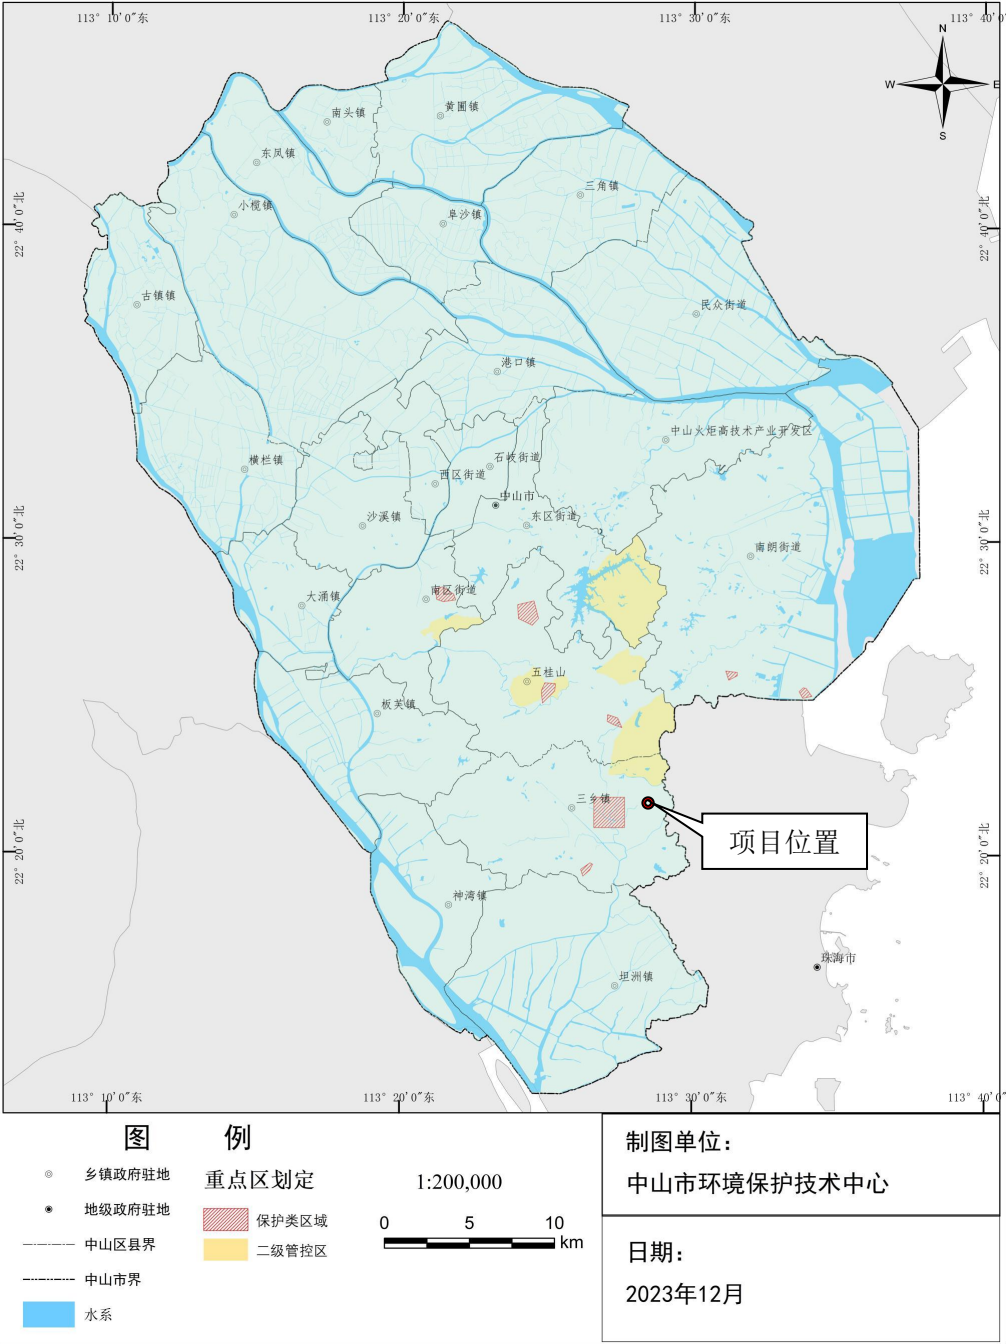 113° 10′0″东
113° 20′0″东
113° 30′0″东
113° 40′0″
N
W
E
S
南头镇
黄圃镇
东凤镇
三角镇
小榄镇
阜沙镇
22° 40′0″北
22° 40′0″北
古镇镇
民众街道
港口镇
中山火炬高技术产业开发区
横栏镇
石岐街道
西区街道
中山市
沙溪镇
东区街道
22° 30′0″北
22° 30′0″北
南朗街道
大涌镇
南区街道
五桂山
板芙镇
三乡镇
项目位置
22° 20′0″北
22° 20′0″北
神湾镇
珠海市
坦洲镇
113° 10′0″东
113° 20′0″东
113° 30′0″东
113° 40′0″
图 例
乡镇政府驻地
地级政府驻地
中山区县界
中山市界
水系
重点区划定
保护类区域
二级管控区
1:200,000
0 5 10
km
制图单位：
中山市环境保护技术中心
日期：
2023年12月